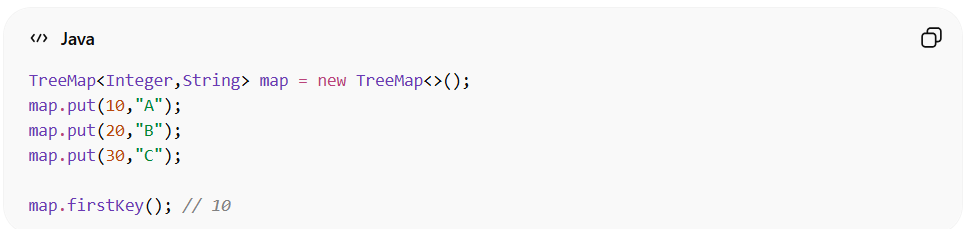 Java
TreeMap<Integer,String> map = new TreeMap<>();
map.put(10,"A");
map.put(20,"B");
map.put(30,"C");
map.firstKey(); // 10